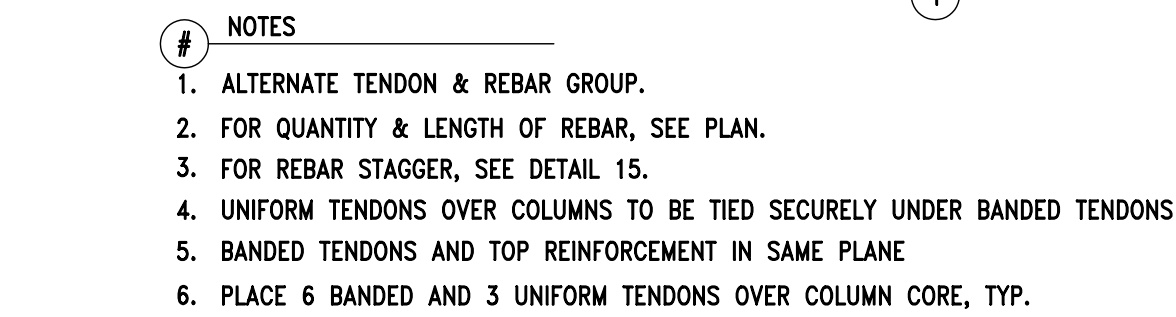 # NOTES
1. ALTERNATE TENDON & REBAR GROUP.
2. FOR QUANTITY & LENGTH OF REBAR, SEE PLAN.
3. FOR REBAR STAGGER, SEE DETAIL 15.
4. UNIFORM TENDONS OVER COLUMNS TO BE TIED SECURELY UNDER BANDED TENDONS
5. BANDED TENDONS AND TOP REINFORCEMENT IN SAME PLANE
6. PLACE 6 BANDED AND 3 UNIFORM TENDONS OVER COLUMN CORE, TYP.